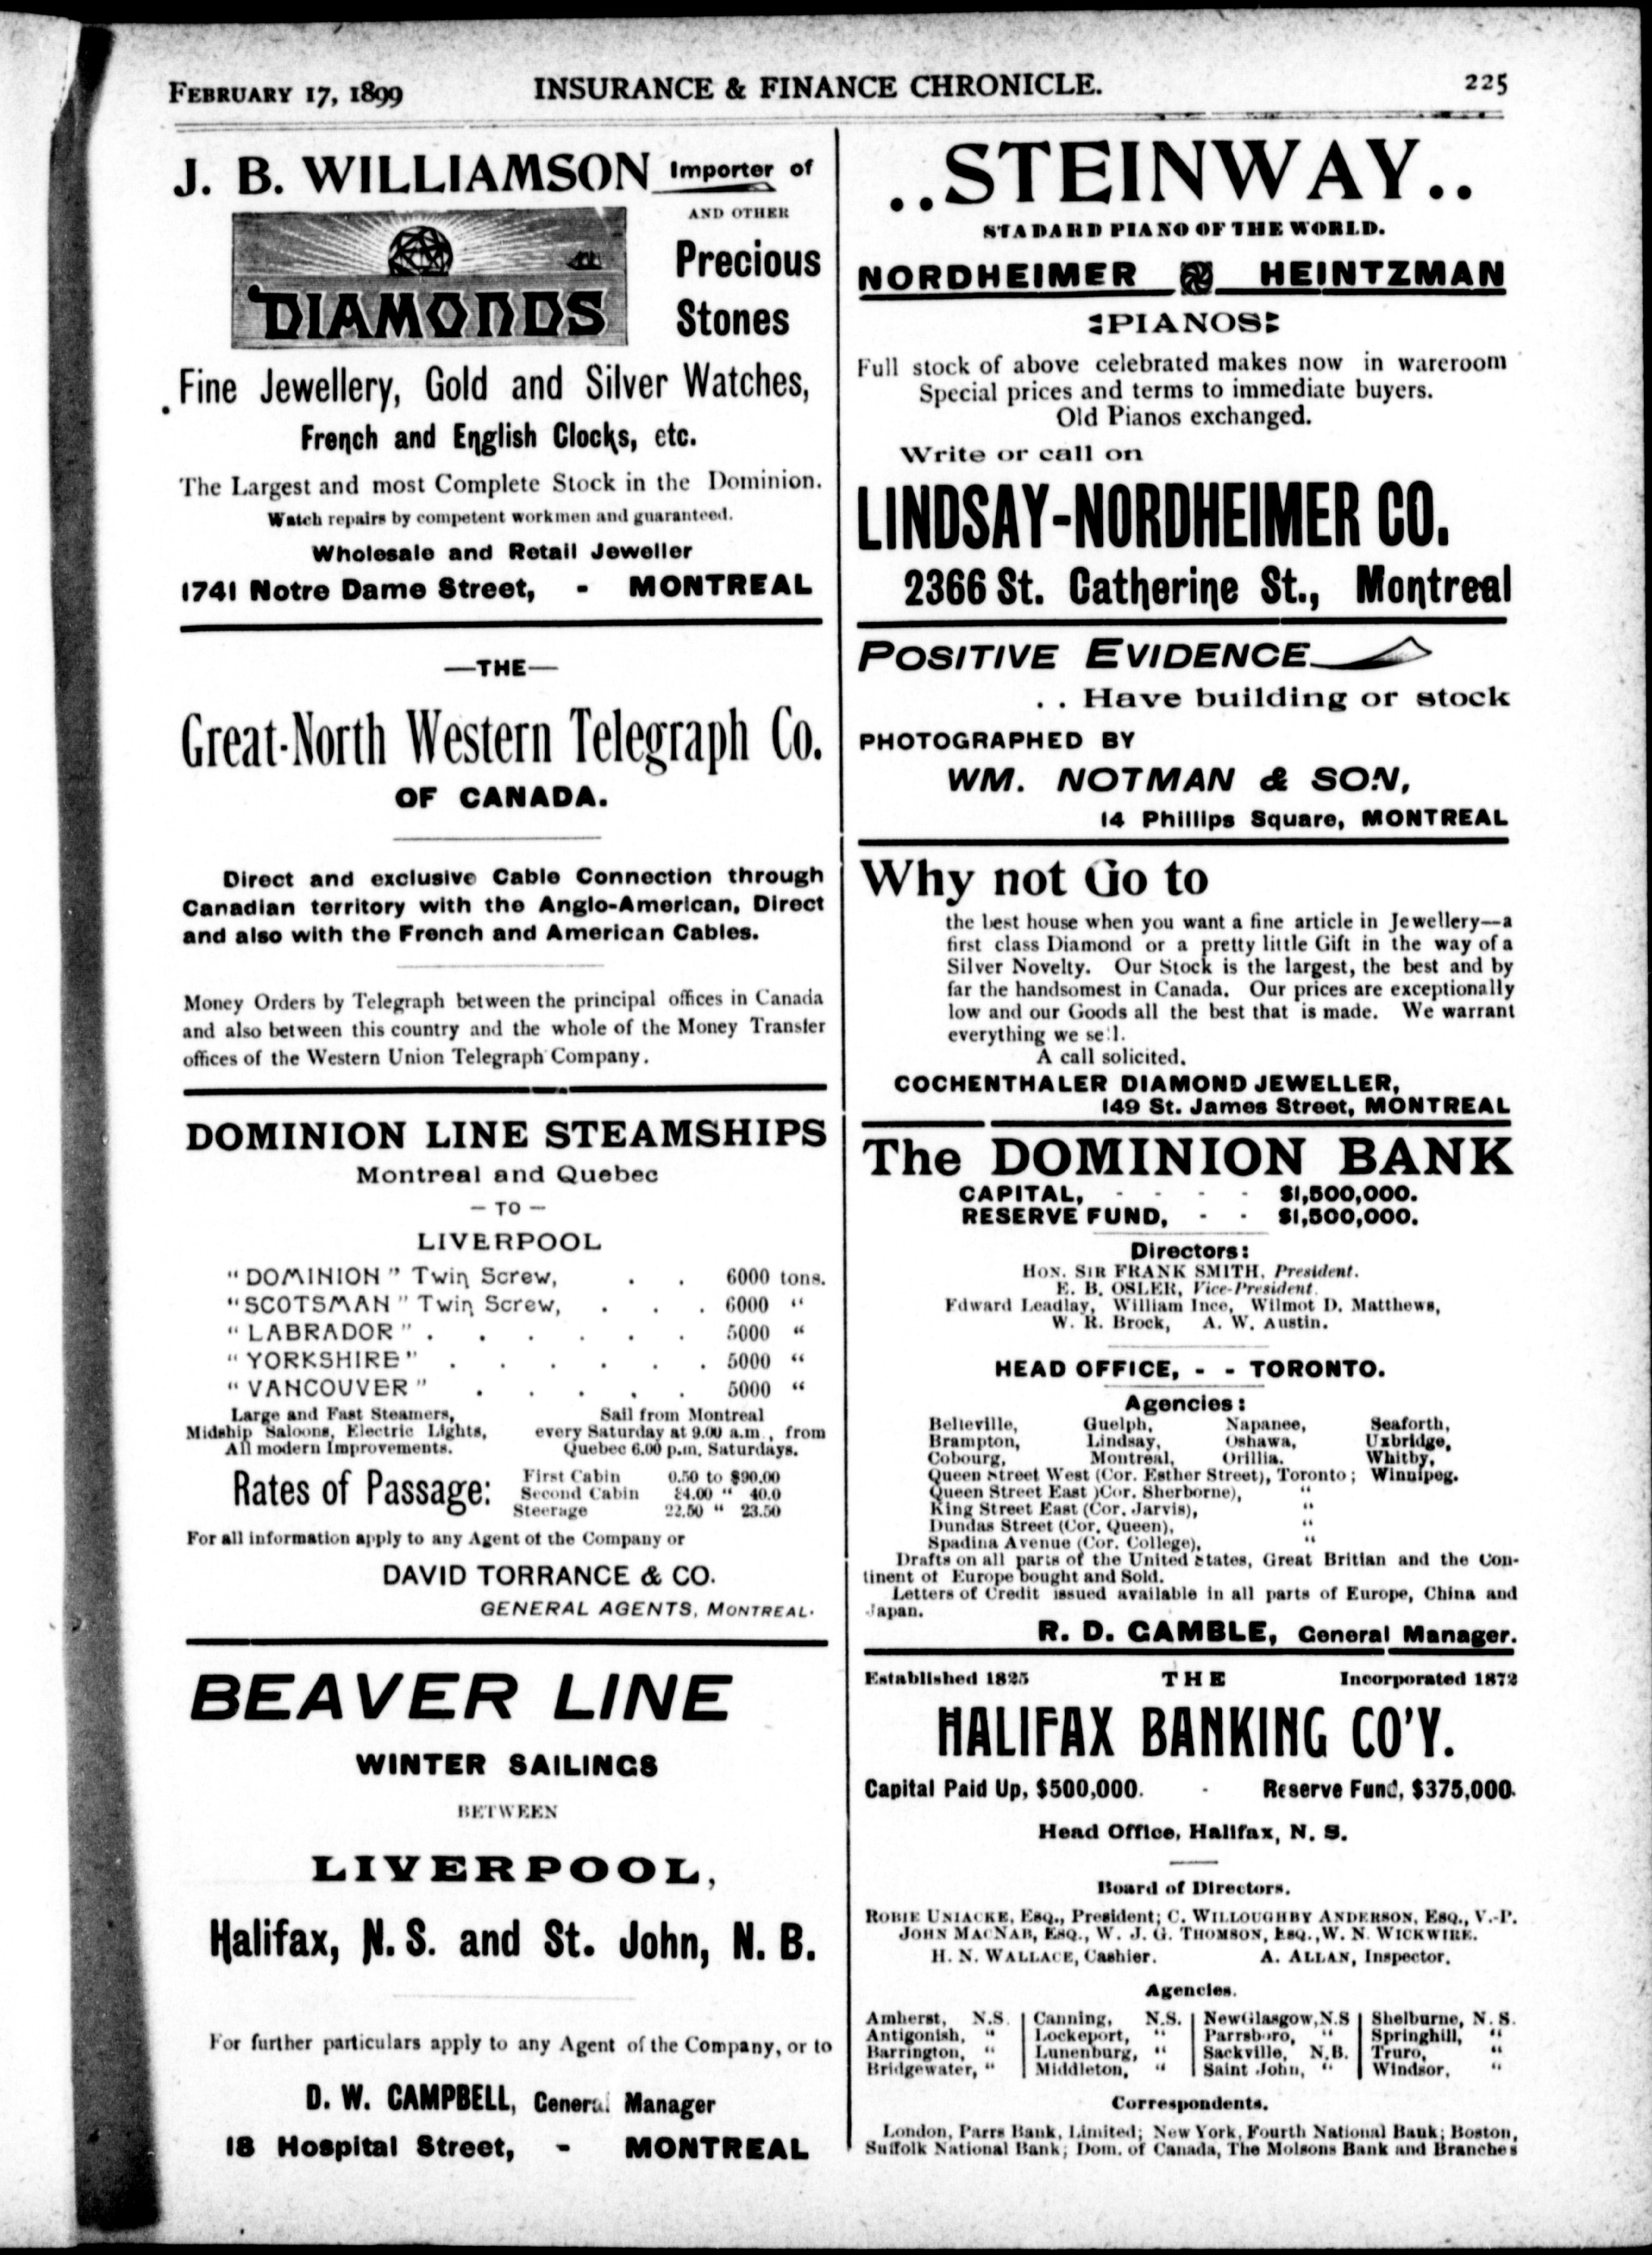 FEBRUARY 17, 1899
INSURANCE & FINANCE CHRONICLE.
225
J. B. WILLIAMSON Importer of
AND OTHER
DIAMONDS
Precious
Stones
Fine Jewellery, Gold and Silver Watches,
French and English Clocks, etc.
The Largest and most Complete Stock in the Dominion.
Watch repairs by competent workmen and guaranteed.
Wholesale and Retail Jeweller
1741 Notre Dame Street, - MONTREAL
—THE—
Great-North Western Telegraph Co.
OF CANADA.
Direct and exclusive Cable Connection through
Canadian territory with the Anglo-American, Direct
and also with the French and American Cables.
Money Orders by Telegraph between the principal offices in Canada
and also between this country and the whole of the Money Transfer
offices of the Western Union Telegraph Company.
DOMINION LINE STEAMSHIPS
Montreal and Quebec
— TO —
LIVERPOOL
"DOMINION" Twin Screw, . . 6000 tons.
"SCOTSMAN" Twin Screw, . . . 6000 "
"LABRADOR" . . . . . . 5000 "
"YORKSHIRE" . . . . . . 5000 "
"VANCOUVER" . . . . . 5000 "
Large and Fast Steamers,
Midship Saloons, Electric Lights,
All modern Improvements.
Sail from Montreal
every Saturday at 9.00 a.m., from
Quebec 6.00 p.m. Saturdays.
Rates of Passage:
First Cabin 0.50 to $90.00
Second Cabin 34.00 " 40.0
Steerage 22.50 " 23.50
For all information apply to any Agent of the Company or
DAVID TORRANCE & CO.
GENERAL AGENTS, MONTREAL.
BEAVER LINE
WINTER SAILINGS
BETWEEN
LIVERPOOL,
Halifax, N. S. and St. John, N. B.
For further particulars apply to any Agent of the Company, or to
D. W. CAMPBELL, General Manager
18 Hospital Street, - MONTREAL
..STEINWAY..
STADARD PIANO OF THE WORLD.
NORDHEIMER HEINTZMAN
PIANOS
Full stock of above celebrated makes now in wareroom
Special prices and terms to immediate buyers.
Old Pianos exchanged.
Write or call on
LINDSAY-NORDHEIMER CO.
2366 St. Catherine St., Montreal
POSITIVE EVIDENCE
. . Have building or stock
PHOTOGRAPHED BY
WM. NOTMAN & SON,
14 Phillips Square, MONTREAL
Why not Go to
the best house when you want a fine article in Jewellery—a
first class Diamond or a pretty little Gift in the way of a
Silver Novelty. Our Stock is the largest, the best and by
far the handsomest in Canada. Our prices are exceptionally
low and our Goods all the best that is made. We warrant
everything we sell.
A call solicited.
COCHENTHALER DIAMOND JEWELLER,
149 St. James Street, MONTREAL
The DOMINION BANK
CAPITAL, - - - - $1,500,000.
RESERVE FUND, - - $1,500,000.
Directors:
HON. SIR FRANK SMITH, President.
E. B. OSLER, Vice-President.
Edward Leadlay, William Ince, Wilmot D. Matthews,
W. R. Brock, A. W. Austin.
HEAD OFFICE, - - TORONTO.
Agencies:
Belleville, Guelph, Napanee, Seaforth,
Brampton, Lindsay, Oshawa, Uxbridge,
Cobourg, Montreal, Orillia. Whitby,
Queen Street West (Cor. Esther Street), Toronto; Winnipeg.
Queen Street East )Cor. Sherborne), "
King Street East (Cor. Jarvis), "
Dundas Street (Cor. Queen), "
Spadina Avenue (Cor. College), "
Drafts on all parts of the United States, Great Britian and the Con-
tinent of Europe bought and Sold.
Letters of Credit issued available in all parts of Europe, China and
Japan.
R. D. GAMBLE, General Manager.
Established 1825 THE Incorporated 1872
HALIFAX BANKING CO'Y.
Capital Paid Up, $500,000. - Reserve Fund, $375,000.
Head Office, Halifax, N. S.
Board of Directors.
ROBIE UNIACKE, ESQ., President; C. WILLOUGHBY ANDERSON, ESQ., V.-P.
JOHN MACNAB, ESQ., W. J. G. THOMSON, ESQ., W. N. WICKWIRE.
H. N. WALLACE, Cashier. A. ALLAN, Inspector.
Agencies.
Amherst, N.S. | Canning, N.S. | NewGlasgow, N.S | Shelburne, N. S.
Antigonish, " | Lockeport, " | Parrsboro, " | Springhill, "
Barrington, " | Lunenburg, " | Sackville, N.B. | Truro, "
Bridgewater, " | Middleton, " | Saint John, " | Windsor, "
Correspondents.
London, Parrs Bank, Limited; New York, Fourth National Bank; Boston,
Suffolk National Bank; Dom. of Canada, The Molsons Bank and Branches